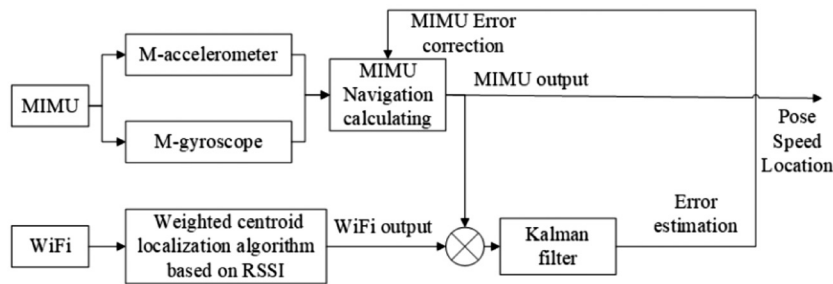 MIMU Error
correction
M-accelerometer
MIMU
MIMU
Navigation
calculating
MIMU output
M-gyroscope
Pose
Speed
Location
WiFi
Weighted centroid
localization algorithm
based on RSSI
WiFi output
Kalman
filter
Error
estimation